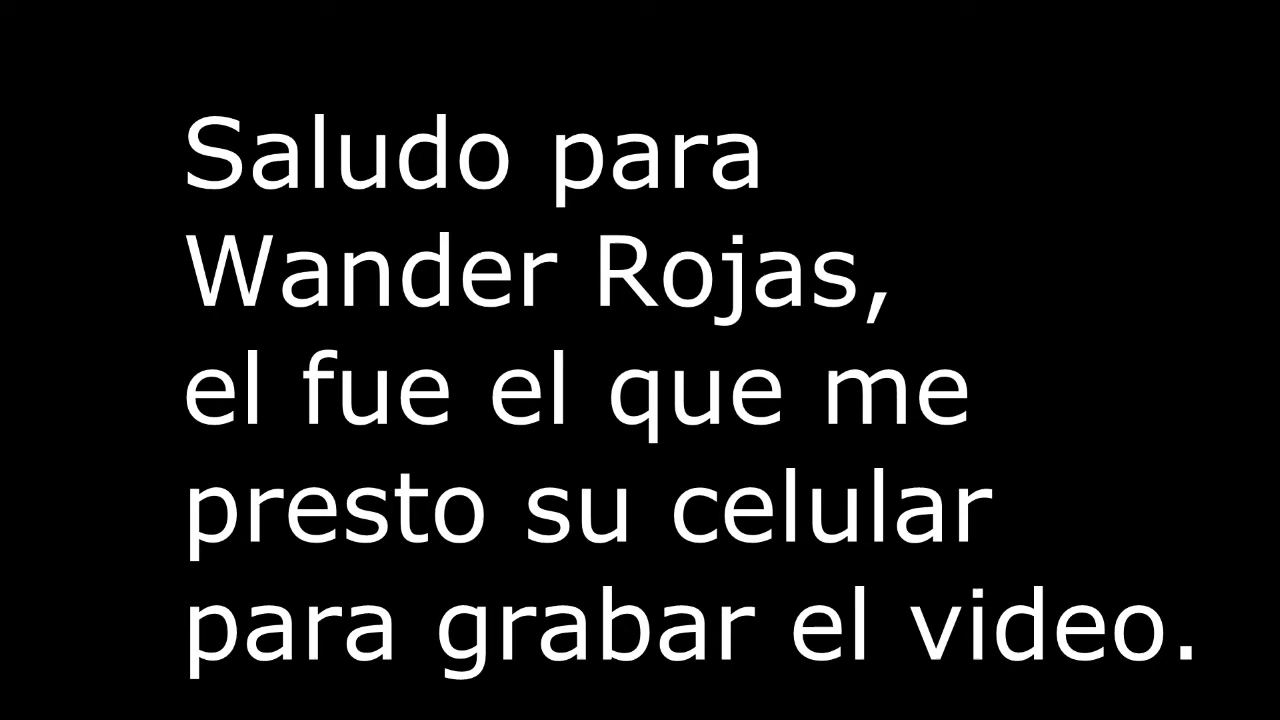 Saludo para
Wander Rojas,
el fue el que me
presto su celular
para grabar el video.